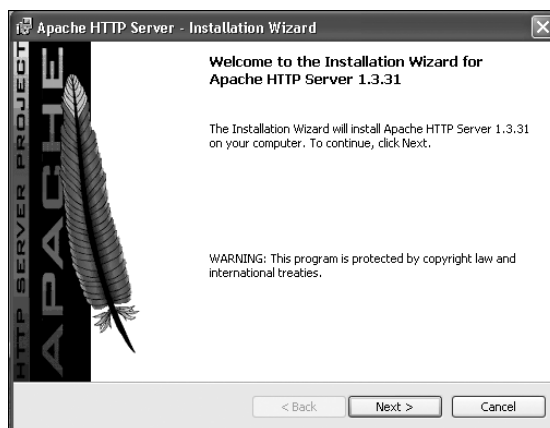 Apache HTTP Server - Installation Wizard
HTTP SERVER PROJECT
APACHE
Welcome to the Installation Wizard for
Apache HTTP Server 1.3.31
The Installation Wizard will install Apache HTTP Server 1.3.31
on your computer. To continue, click Next.
WARNING: This program is protected by copyright law and
international treaties.
< Back
Next >
Cancel